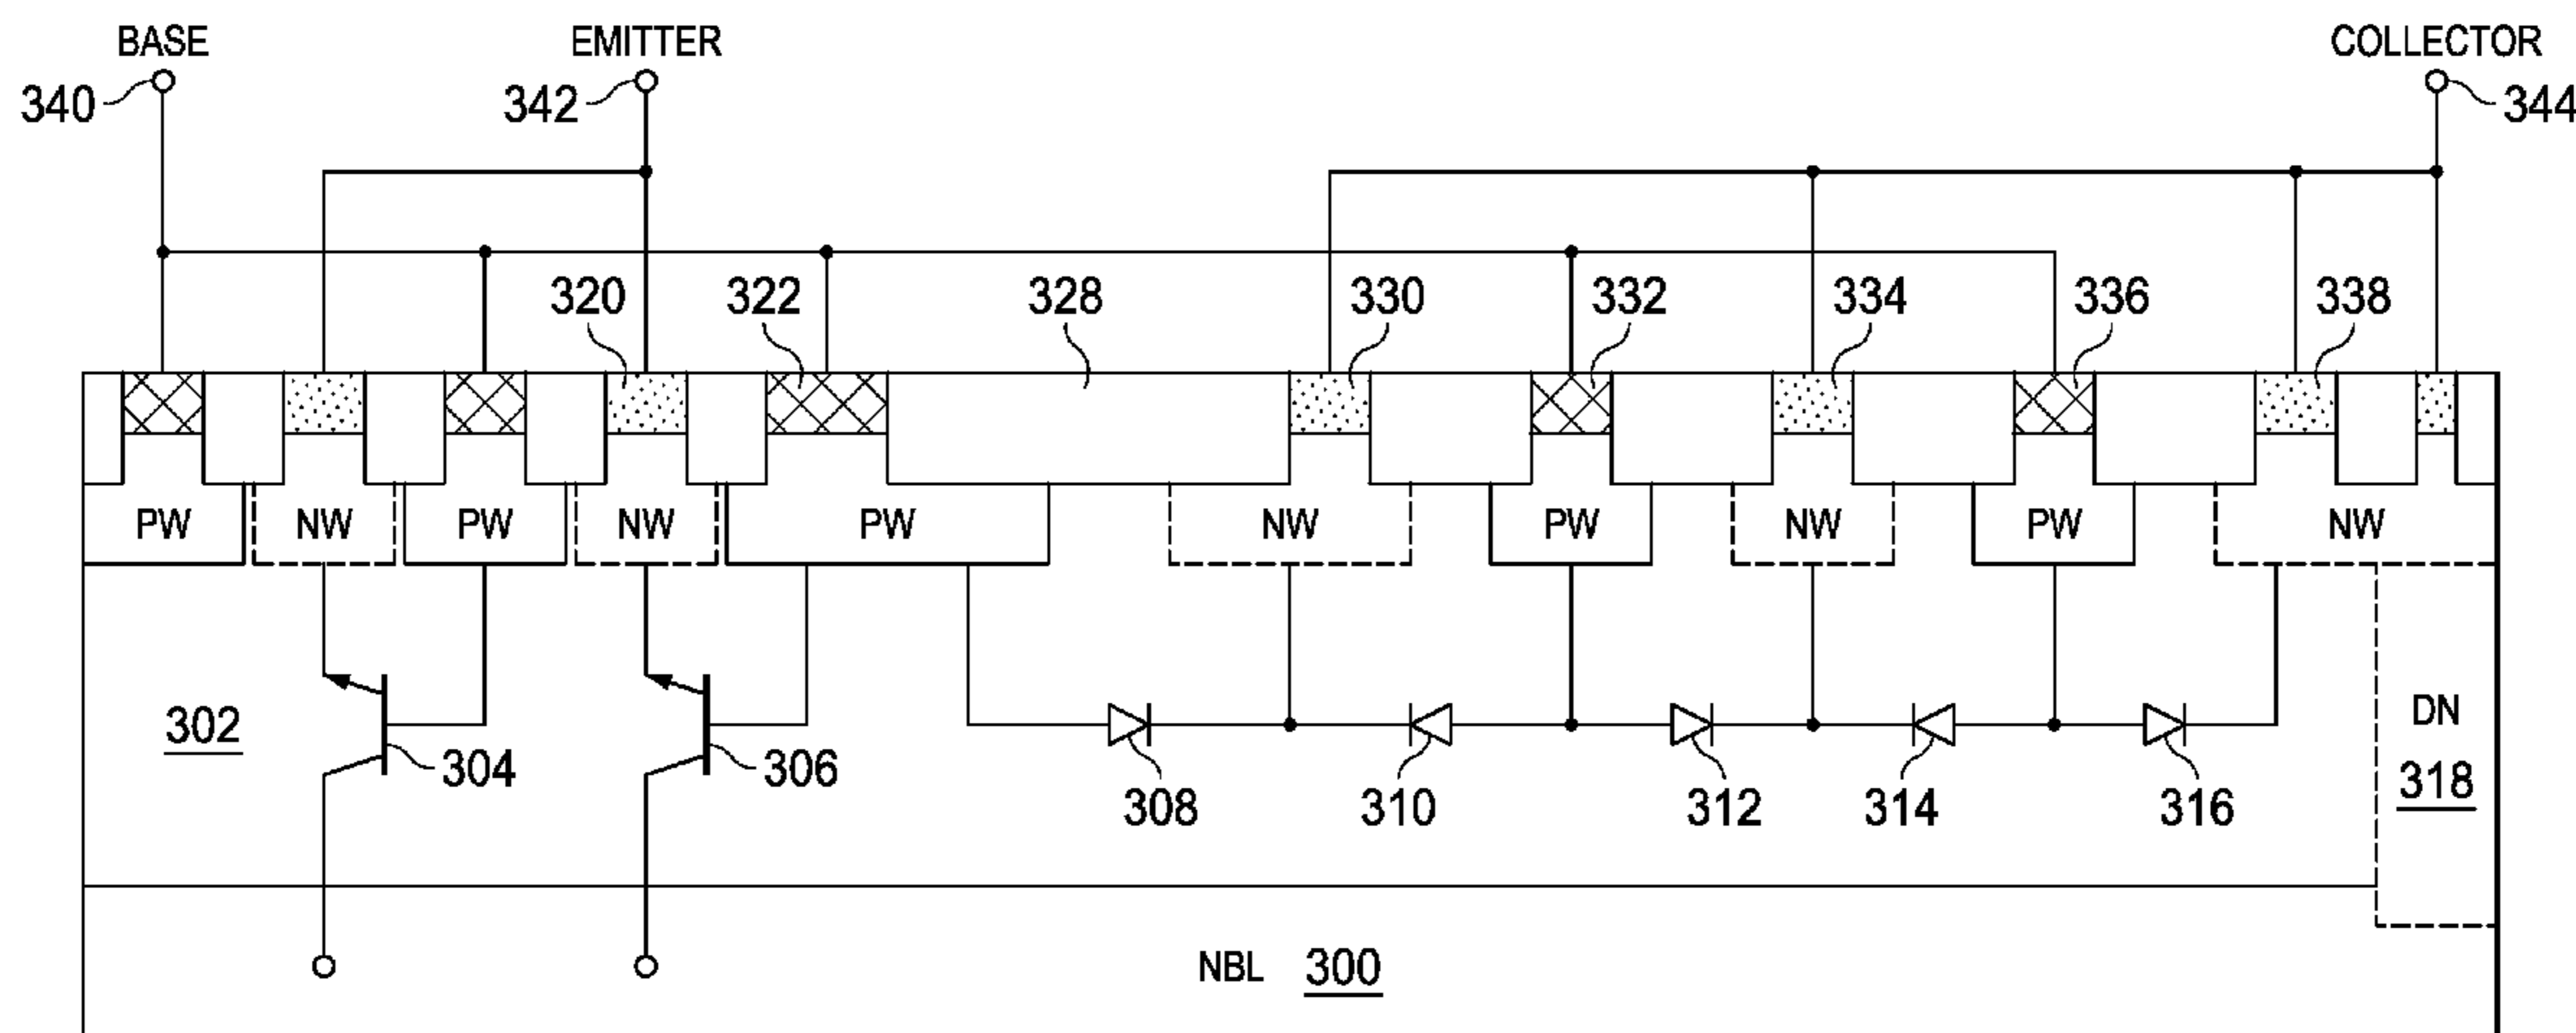 BASE EMITTER COLLECTOR
340 342 344
320 322 328 330 332 334 336 338
PW NW PW NW PW NW PW NW PW NW
302 304 306 308 310 312 314 316 DN 318
NBL 300